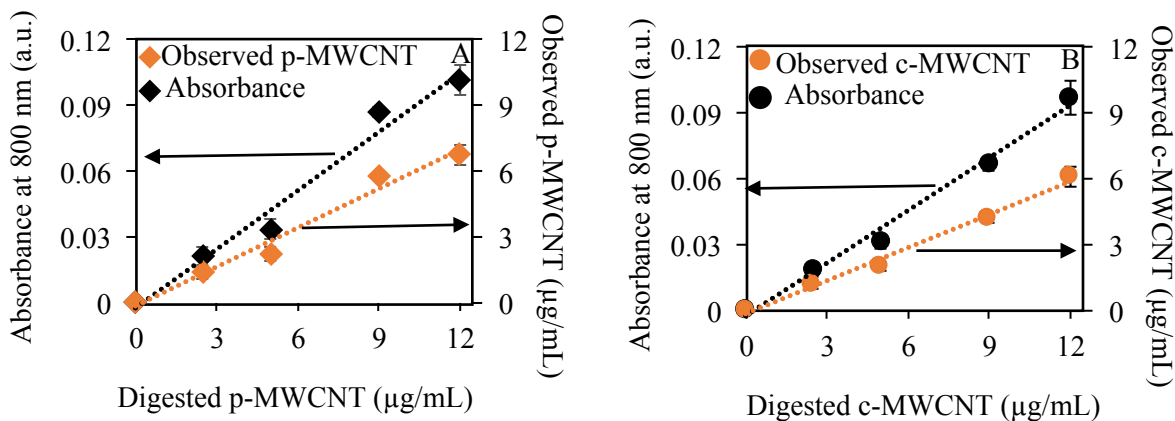 Absorbance at 800 nm (a.u.)
0.12
0.09
0.06
0.03
0
A
Observed p-MWCNT
Absorbance
12
9
6
3
0
Observed p-MWCNT (µg/mL)
0 3 6 9 12
Digested p-MWCNT (µg/mL)
Absorbance at 800 nm (a.u.)
0.12
0.09
0.06
0.03
0
B
Observed c-MWCNT
Absorbance
12
9
6
3
0
Observed c-MWCNT (µg/mL)
0 3 6 9 12
Digested c-MWCNT (µg/mL)